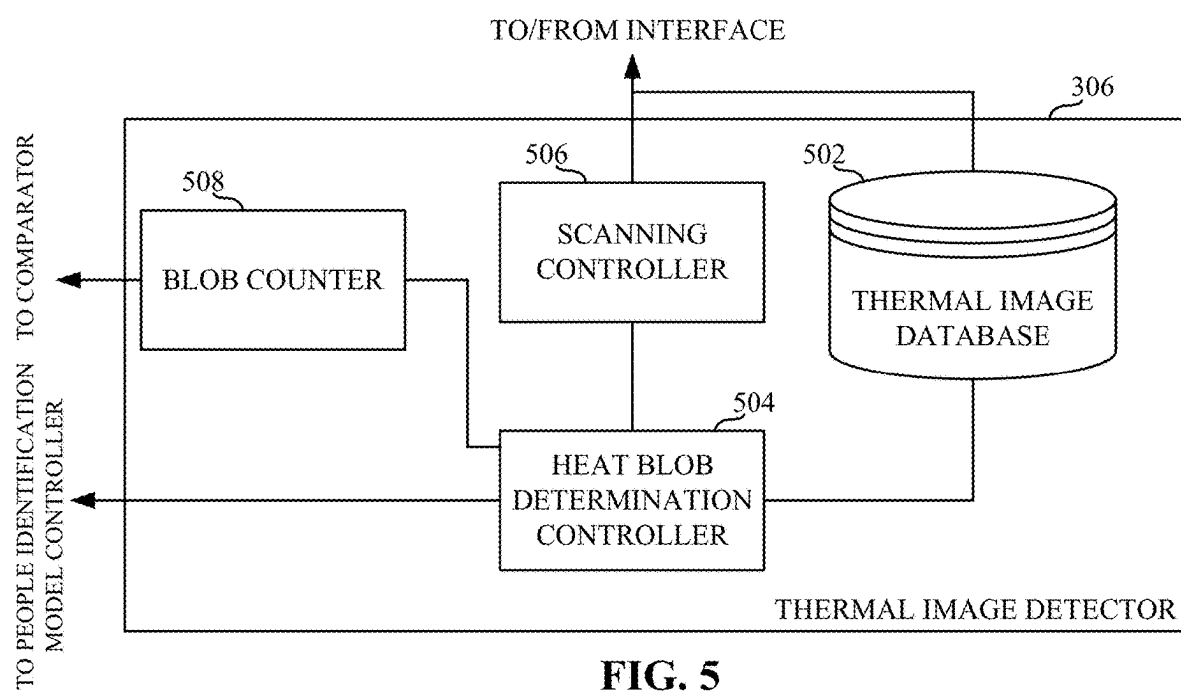 TO/FROM INTERFACE
306
506
502
508
SCANNING
CONTROLLER
BLOB COUNTER
THERMAL IMAGE
DATABASE
TO COMPARATOR
504
HEAT BLOB
DETERMINATION
CONTROLLER
TO PEOPLE IDENTIFICATION
MODEL CONTROLLER
THERMAL IMAGE DETECTOR
FIG. 5